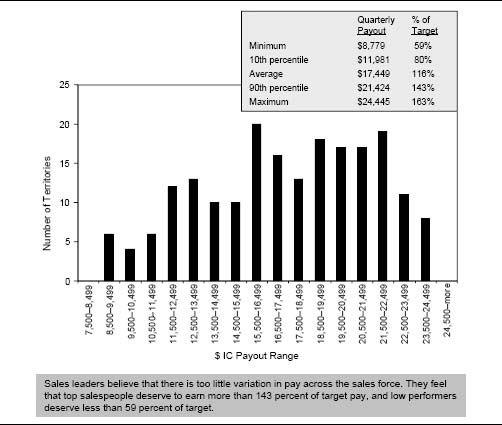 Quarterly % of
Payout Target
Minimum $8,779 59%
10th percentile $11,981 80%
Average $17,449 116%
90th percentile $21,424 143%
Maximum $24,445 163%
25
20
15
10
5
0
Number of Territories
7,500–8,499
8,500–9,499
9,500–10,499
10,500–11,499
11,500–12,499
12,500–13,499
13,500–14,499
14,500–15,499
15,500–16,499
16,500–17,499
17,500–18,499
18,500–19,499
19,500–20,499
20,500–21,499
21,500–22,499
22,500–23,499
23,500–24,499
24,500–more
$ IC Payout Range
Sales leaders believe that there is too little variation in pay across the sales force. They feel
that top salespeople deserve to earn more than 143 percent of target pay, and low performers
deserve less than 59 percent of target.